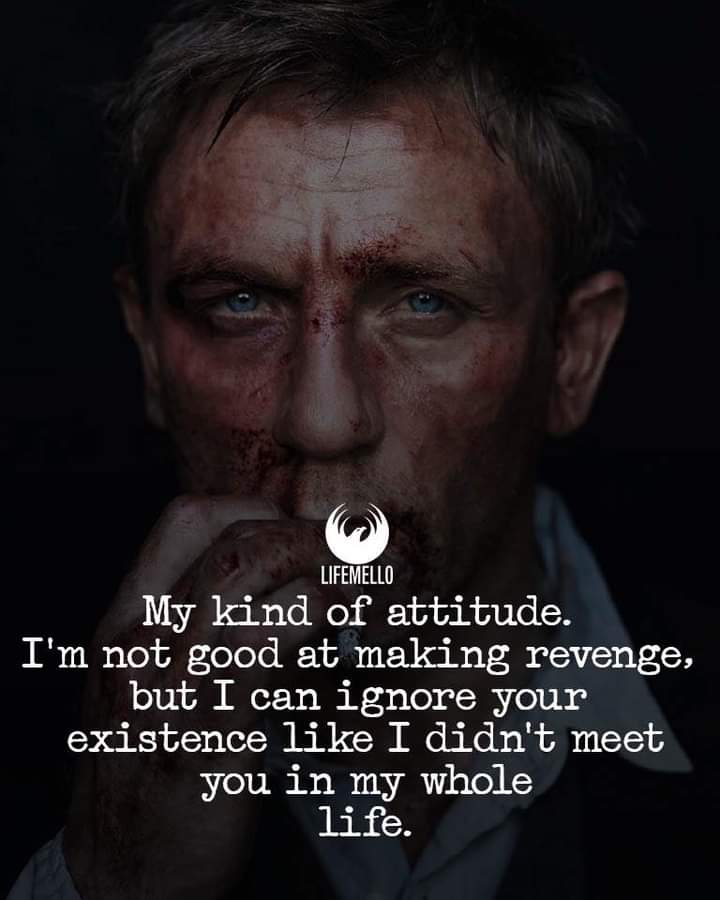 LIFEMELLO
My kind of attitude.
I'm not good at making revenge,
but I can ignore your
existence like I didn't meet
you in my whole
life.